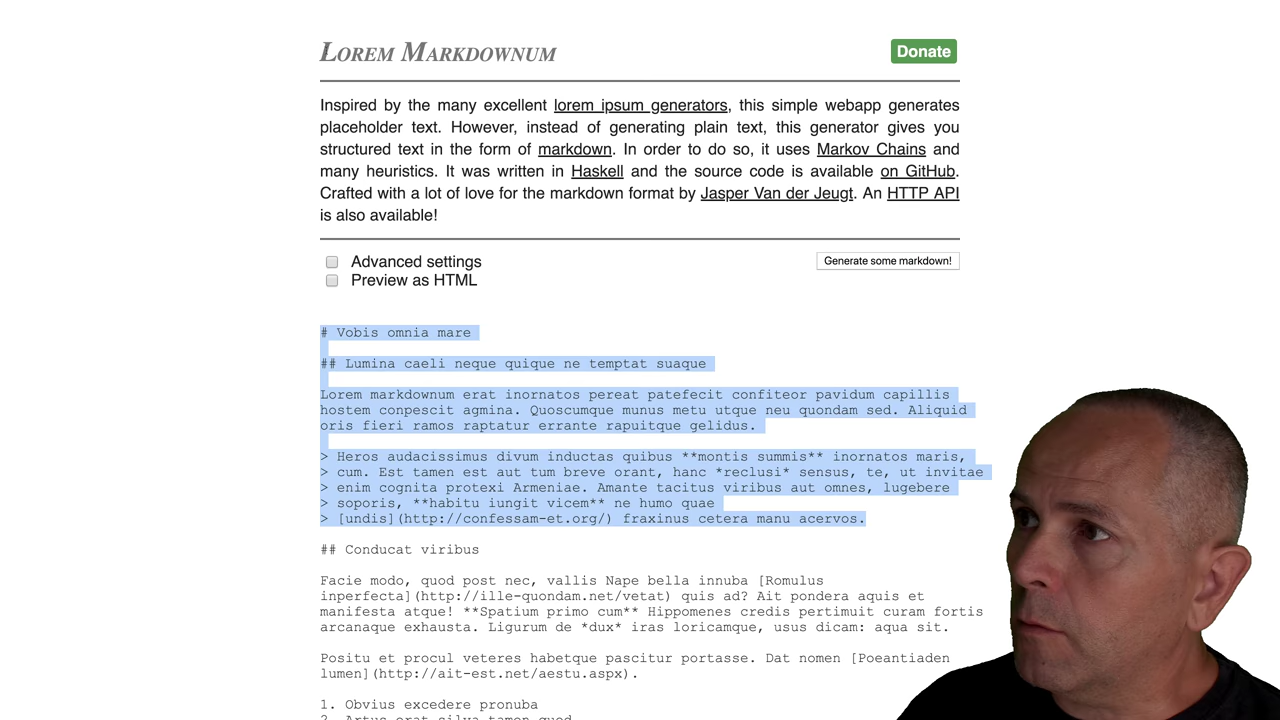 LOREM MARKDOWNUM
Donate
Inspired by the many excellent lorem ipsum generators, this simple webapp generates
placeholder text. However, instead of generating plain text, this generator gives you
structured text in the form of markdown. In order to do so, it uses Markov Chains and
many heuristics. It was written in Haskell and the source code is available on GitHub.
Crafted with a lot of love for the markdown format by Jasper Van der Jeugt. An HTTP API
is also available!
Advanced settings
Generate some markdown!
Preview as HTML
# Vobis omnia mare
## Lumina caeli neque quique ne temptat suaque
Lorem markdownum erat inornatos pereat patefecit confiteor pavidum capillis
hostem conpescit agmina. Quoscumque munus metu utque neu quondam sed. Aliquid
oris fieri ramos raptatur errante rapuitque gelidus.
> Heros audacissimus divum inductas quibus **montis summis** inornatos maris,
> cum. Est tamen est aut tum breve orant, hanc *reclusi* sensus, te, ut invitae
> enim cognita protexi Armeniae. Amante tacitus viribus aut omnes, lugebere
> soporis, **habitu iungit vicem** ne humo quae
> [undis](http://confessam-et.org/) fraxinus cetera manu acervos.
## Conducat viribus
Facie modo, quod post nec, vallis Nape bella innuba [Romulus
inperfecta](http://ille-quondam.net/vetat) quis ad? Ait pondera aquis et
manifesta atque! **Spatium primo cum** Hippomenes credis pertimuit curam fortis
arcanaque exhausta. Ligurum de *dux* iras loricamque, usus dicam: aqua sit.
Positu et procul veteres habetque pascitur portasse. Dat nomen [Poeantiaden
lumen](http://ait-est.net/aestu.aspx).
1. Obvius excedere pronuba
2. Artus erat silva tamen quod